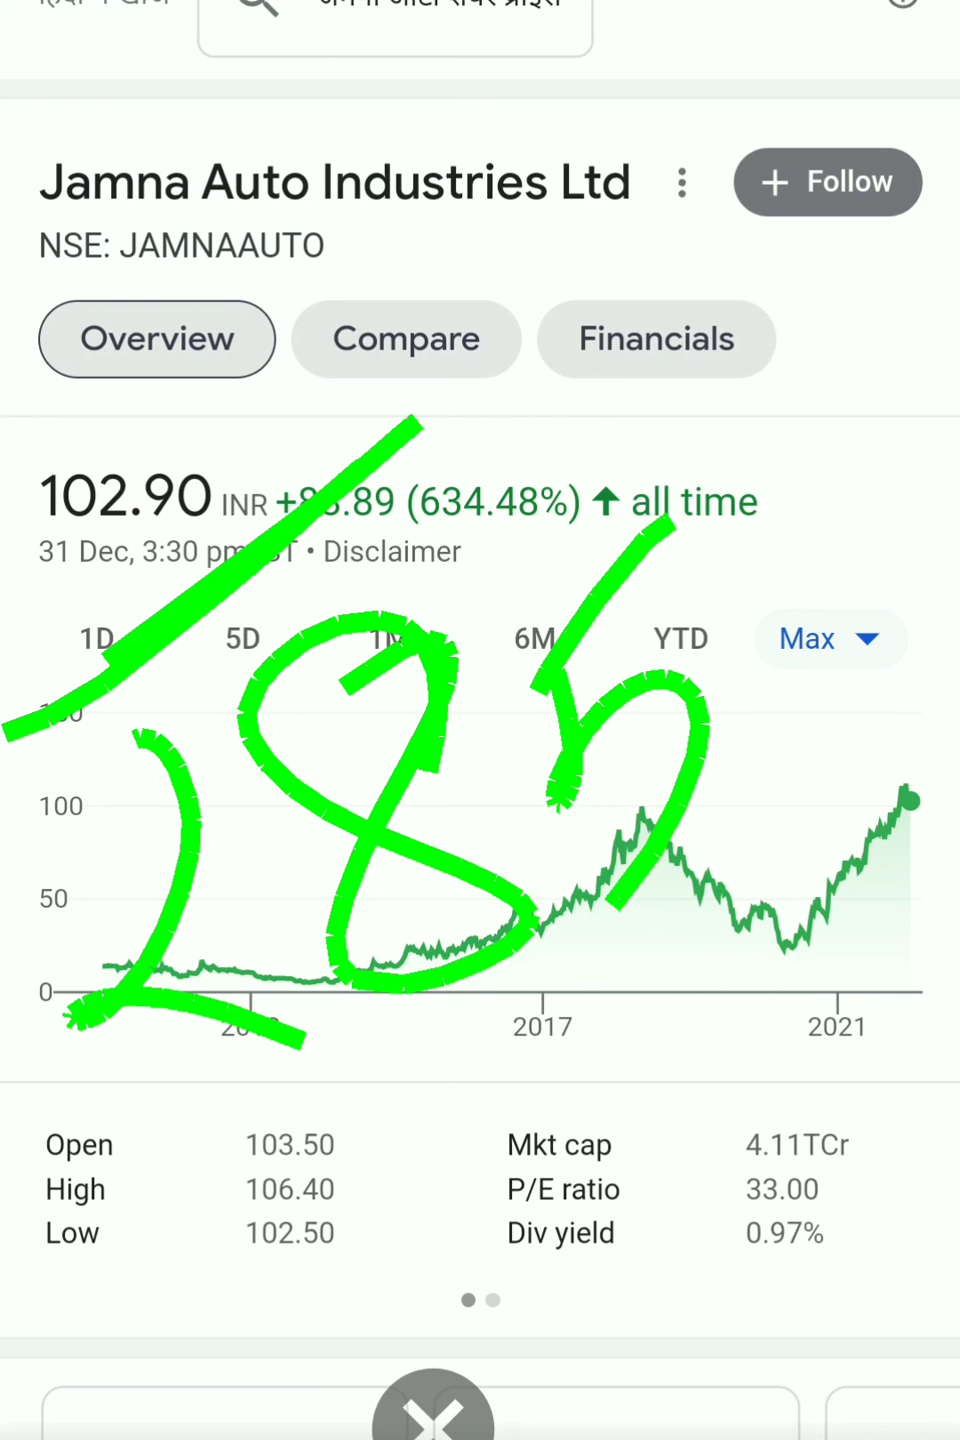 Jamna Auto Industries Ltd
+ Follow
NSE: JAMNAAUTO
Overview Compare Financials
102.90 INR (634.48%) ↑ all time
31 Dec, 3:30 • Disclaimer
1D 5D 6M YTD Max
100
50
0
2017 2021
285
Open 103.50 Mkt cap 4.11TCr
High 106.40 P/E ratio 33.00
Low 102.50 Div yield 0.97%